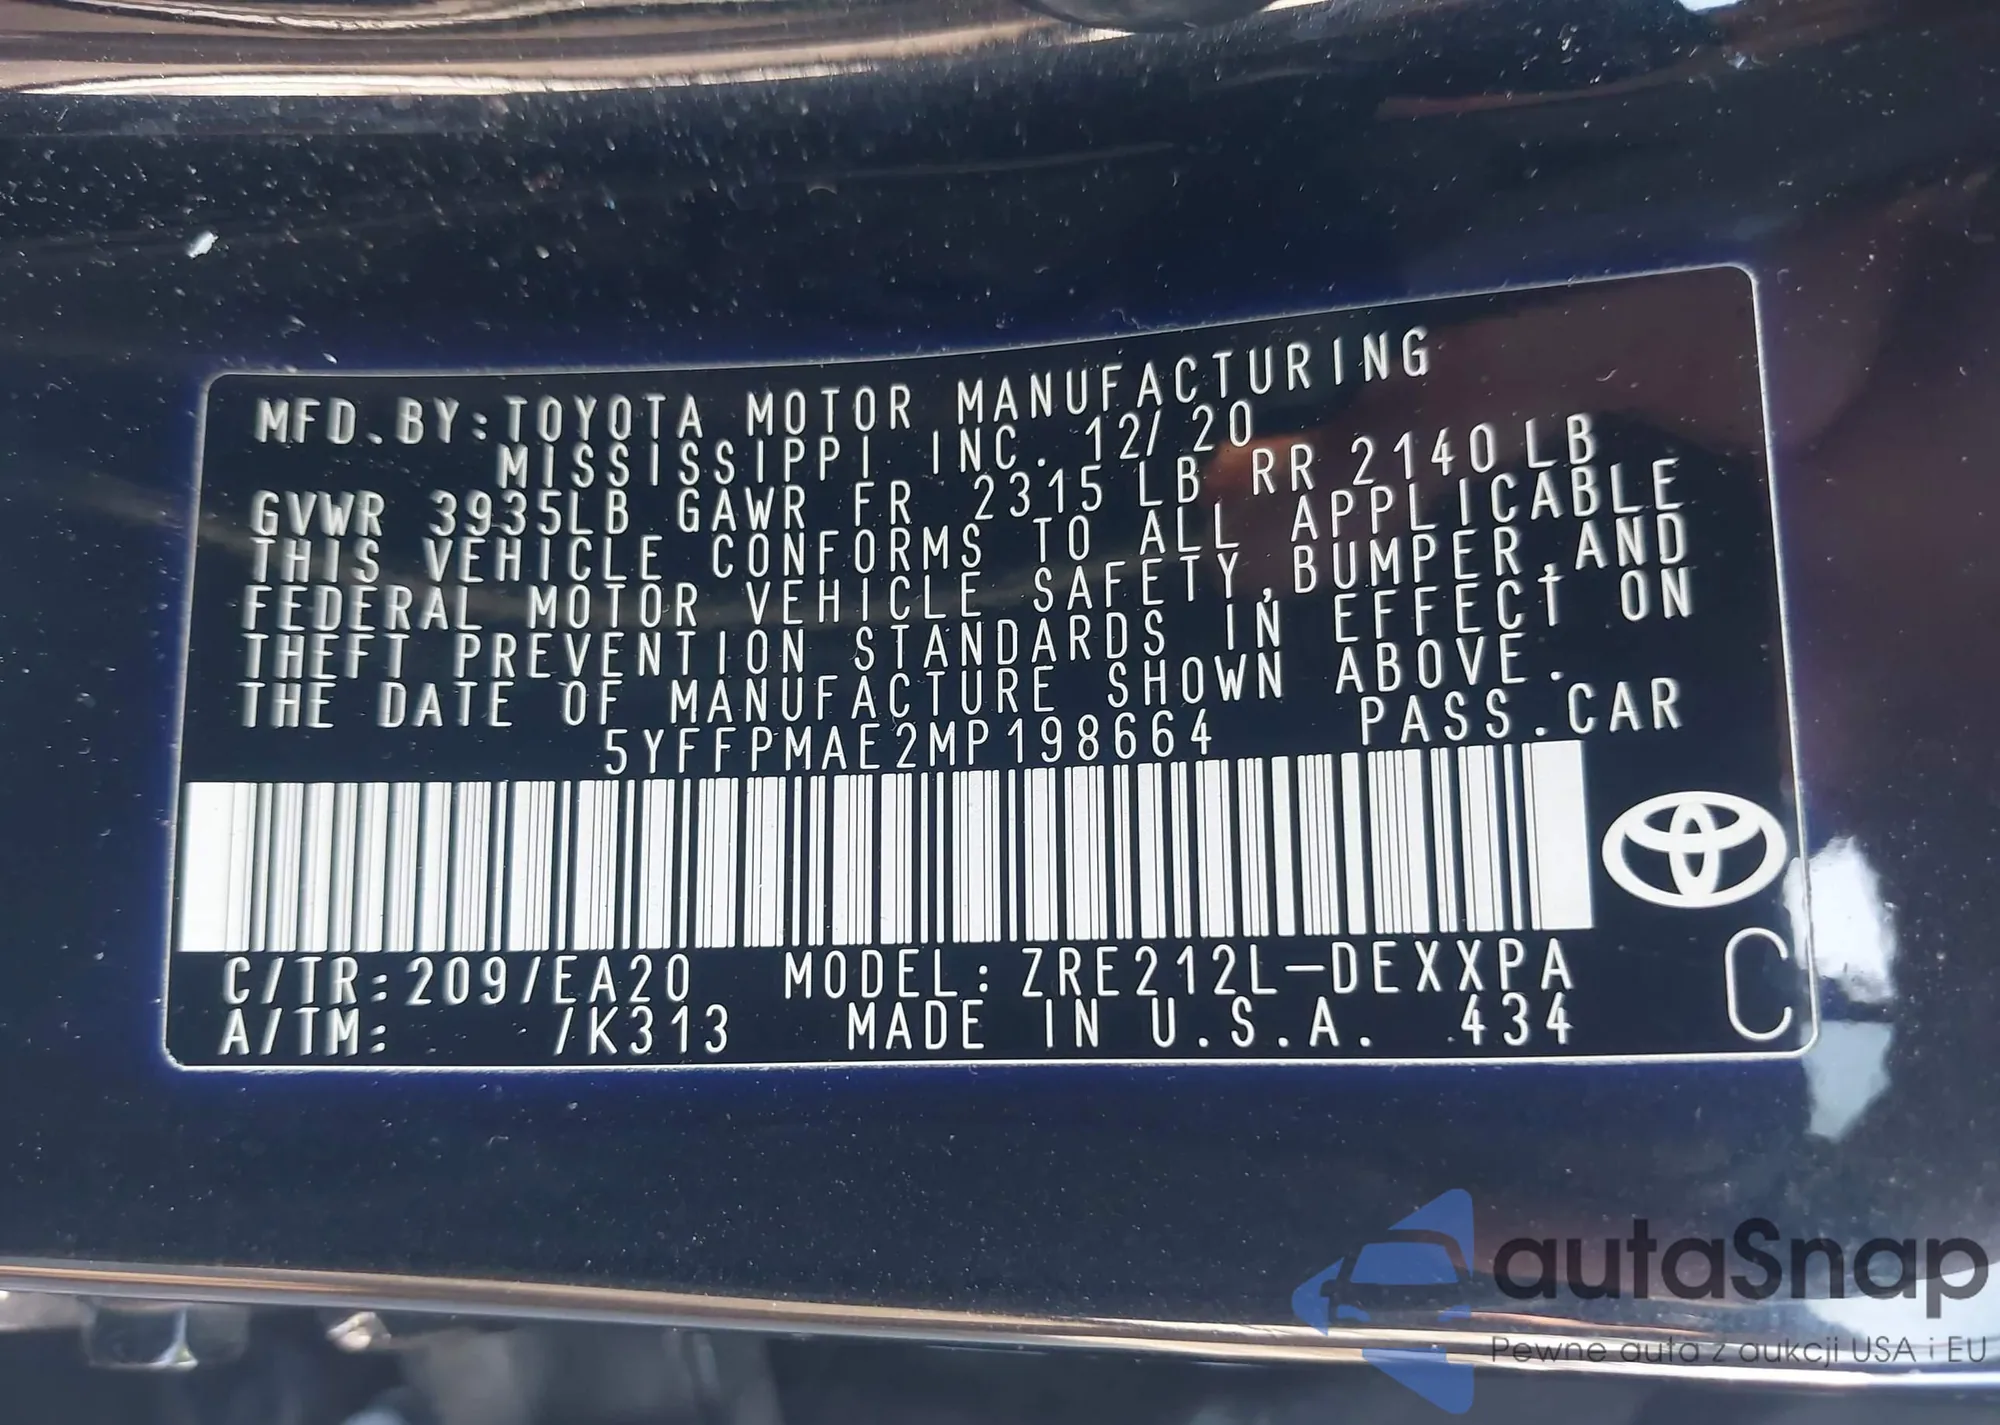 MFD.BY:TOYOTA MOTOR MANUFACTURING
MISSISSIPPI INC. 12/20
GVWR 3935LB GAWR FR 2315 LB RR 2140LB
THIS VEHICLE CONFORMS TO ALL APPLICABLE
FEDERAL MOTOR VEHICLE SAFETY,BUMPER,AND
THEFT PREVENTION STANDARDS IN EFFECT ON
THE DATE OF MANUFACTURE SHOWN ABOVE.
5YFFPMAE2MP198664 PASS.CAR
C/TR:209/EA20 MODEL:ZRE212L-DEXXPA
A/TM: /K313 MADE IN U.S.A. 434
C
autaSnap
Pewne auta z aukcji USA i EU